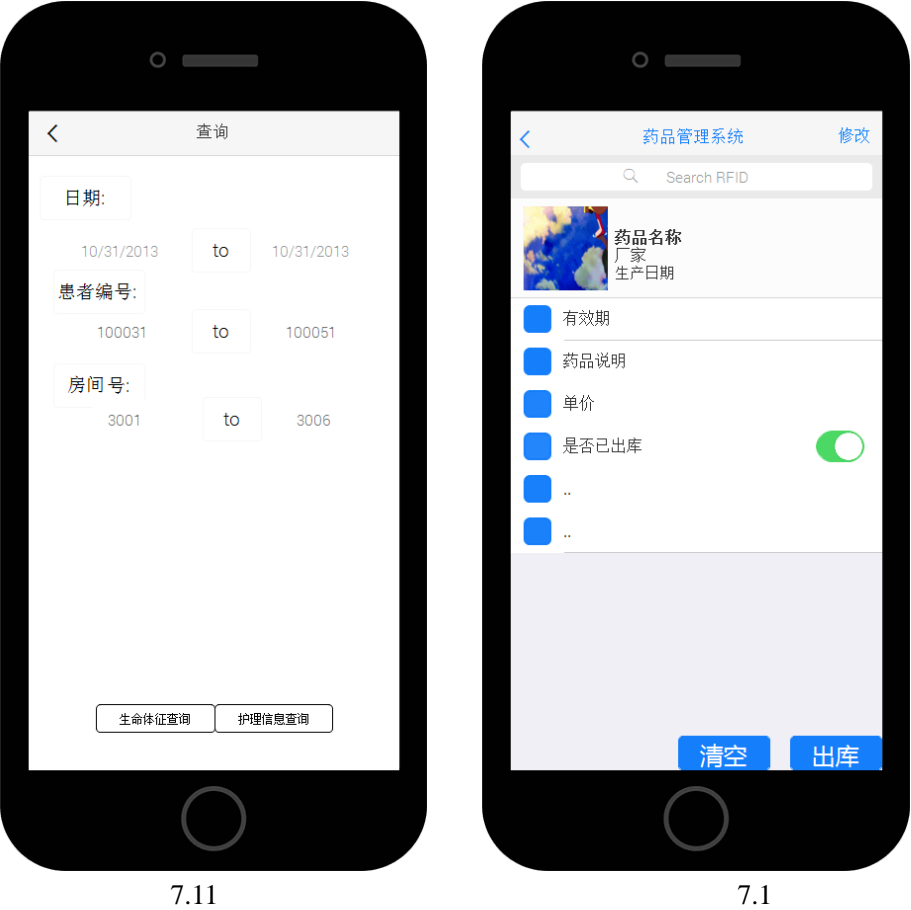 查询
日期:
10/31/2013 to 10/31/2013
患者编号:
100031 to 100051
房间号:
3001 to 3006
生命体征查询 护理信息查询
7.11
药品管理系统 修改
Search RFID
药品名称
厂家
生产日期
有效期
药品说明
单价
是否已出库
..
..
清空 出库
7.1